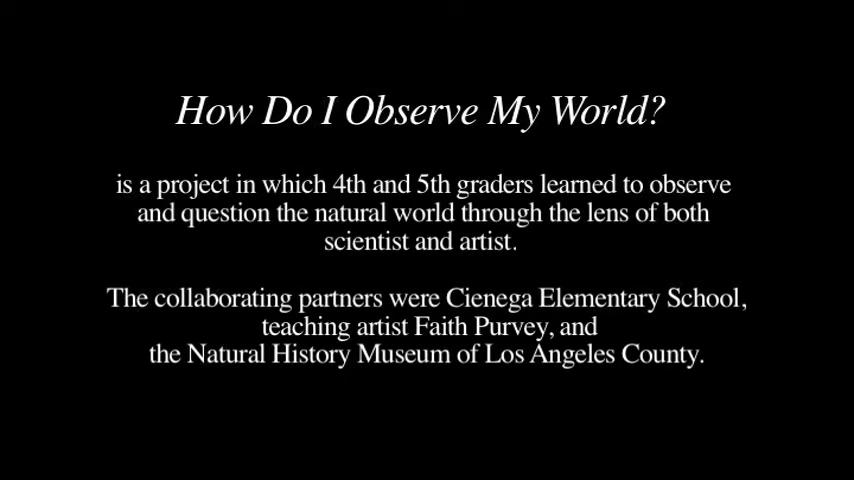 How Do I Observe My World?
is a project in which 4th and 5th graders learned to observe
and question the natural world through the lens of both
scientist and artist.
The collaborating partners were Cienega Elementary School,
teaching artist Faith Purvey, and
the Natural History Museum of Los Angeles County.